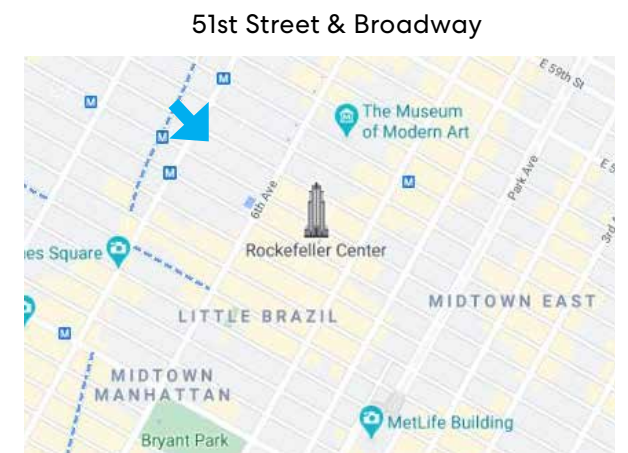 51st Street & Broadway
E 59th St
M
M
The Museum
of Modern Art
M
M
M
Park Ave
6th Ave
Rockefeller Center
es Square
MIDTOWN EAST
LITTLE BRAZIL
M
MIDTOWN
MANHATTAN
MetLife Building
Bryant Park